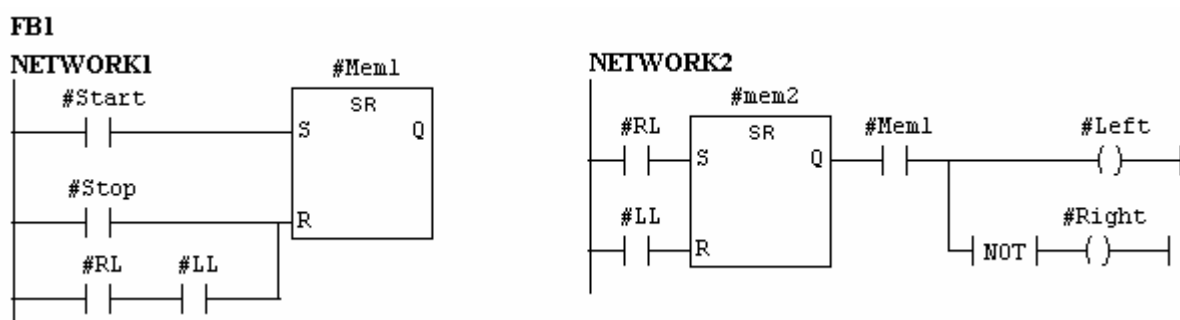 FB1
NETWORK1
#Mem1
#Start
SR
S Q
#Stop
R
#RL #LL
NETWORK2
#mem2
#RL
SR
#Mem1
#Left
S Q
#LL
#Right
R
NOT